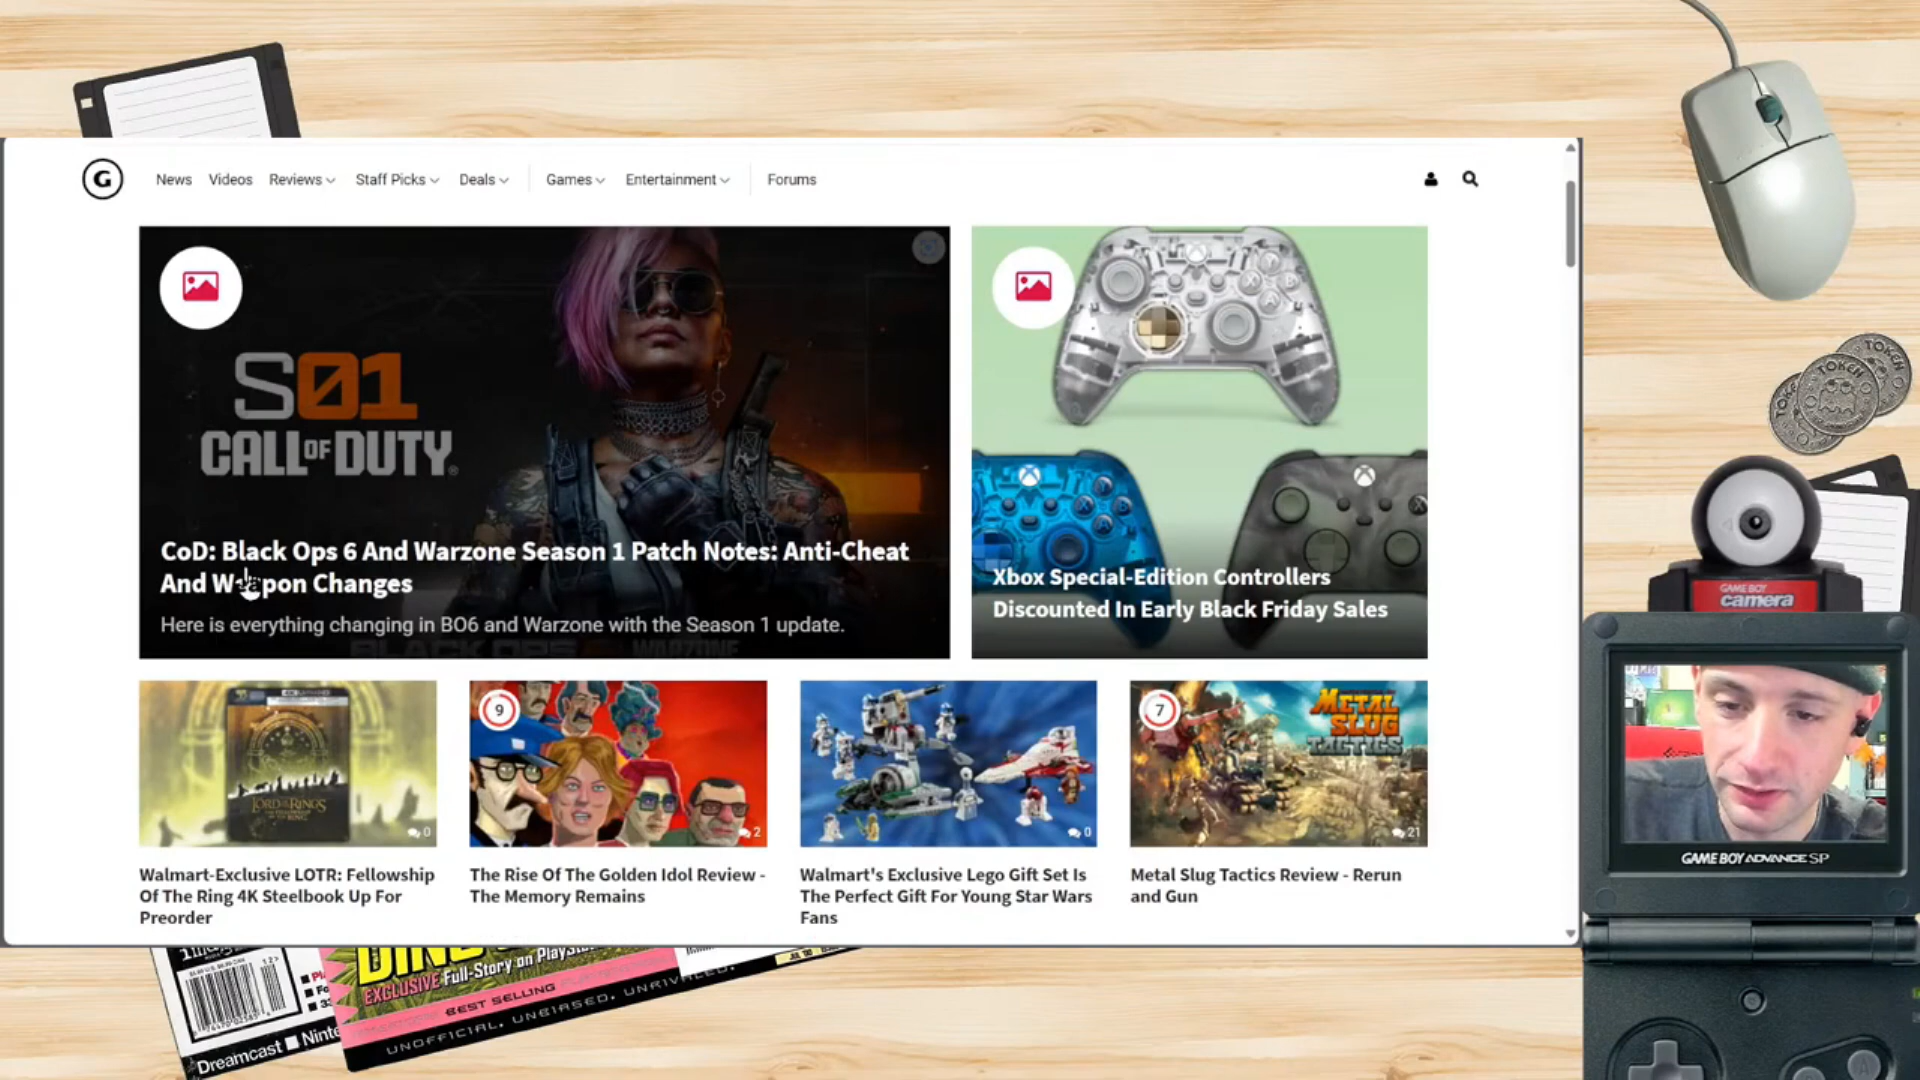 G
News
Videos
Reviews
Staff Picks
Deals
Games
Entertainment
Forums
S01
CALL OF DUTY
CoD: Black Ops 6 And Warzone Season 1 Patch Notes: Anti-Cheat
And Weapon Changes
Here is everything changing in BO6 and Warzone with the Season 1 update.
BLACK OPS
WARZONE
Xbox Special-Edition Controllers
Discounted In Early Black Friday Sales
TOKEN
TOKEN
GAME BOY
camera
0
9
2
0
7
METAL
SLUG
TACTICS
21
Walmart-Exclusive LOTR: Fellowship
Of The Ring 4K Steelbook Up For
Preorder
The Rise Of The Golden Idol Review -
The Memory Remains
Walmart's Exclusive Lego Gift Set Is
The Perfect Gift For Young Star Wars
Fans
Metal Slug Tactics Review - Rerun
and Gun
GAME BOY ADVANCE SP
EXCLUSIVE Full-Story on
BEST SELLING
UNOFFICIAL. UNBIASED.
Dreamcast